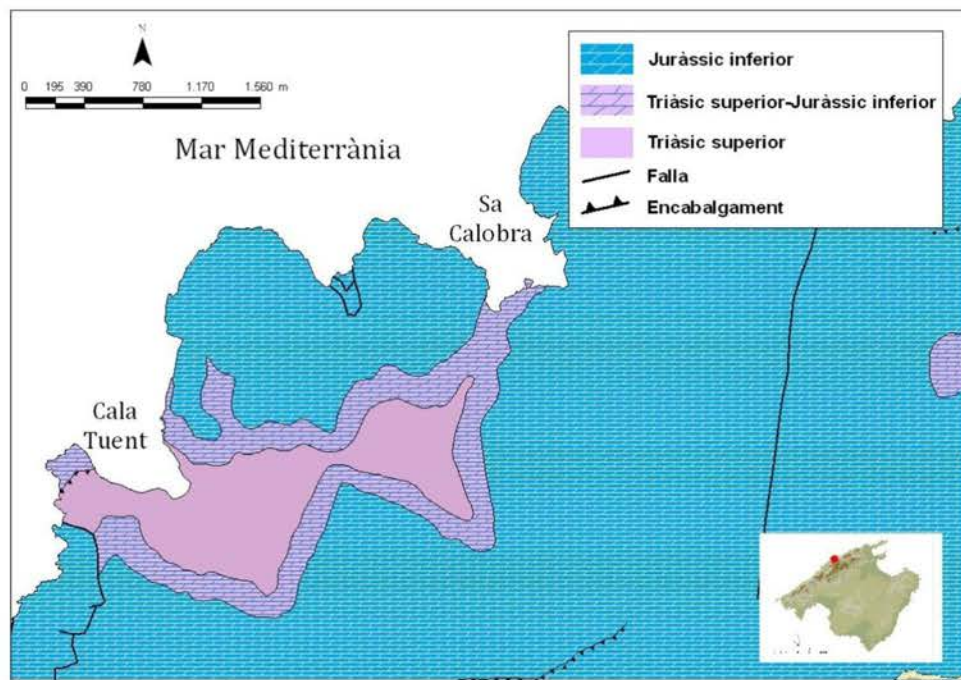 N
0 195 390 780 1.170 1.560 m
Mar Mediterrània
Juràssic inferior
Triàsic superior-Juràssic inferior
Triàsic superior
Falla
Encabalgament
Sa
Calobra
Cala
Tuent